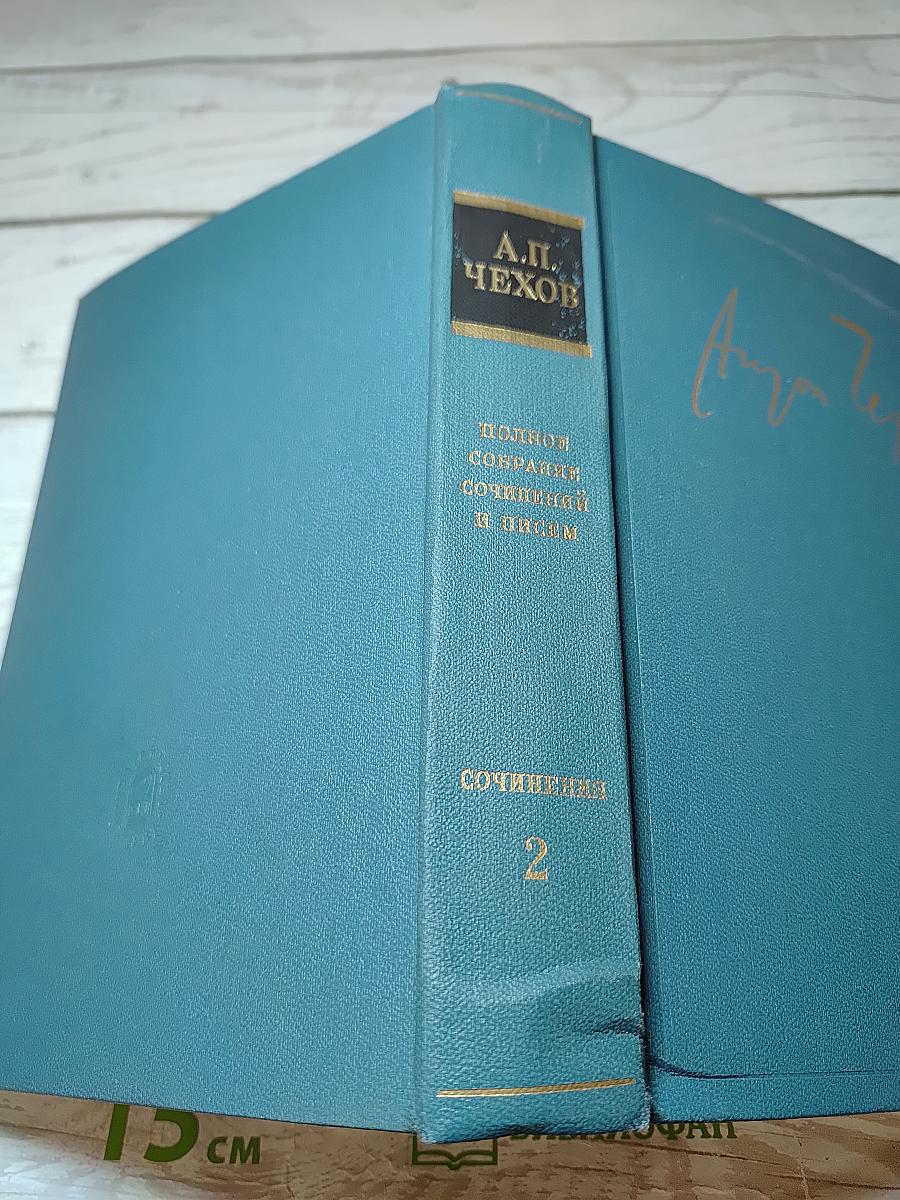 А.П.
ЧЕХОВ
ПОЛНОЕ
СОБРАНИЕ
СОЧИНЕНИЙ
И ПИСЕМ
СОЧИНЕНИЯ
2
15 СМ